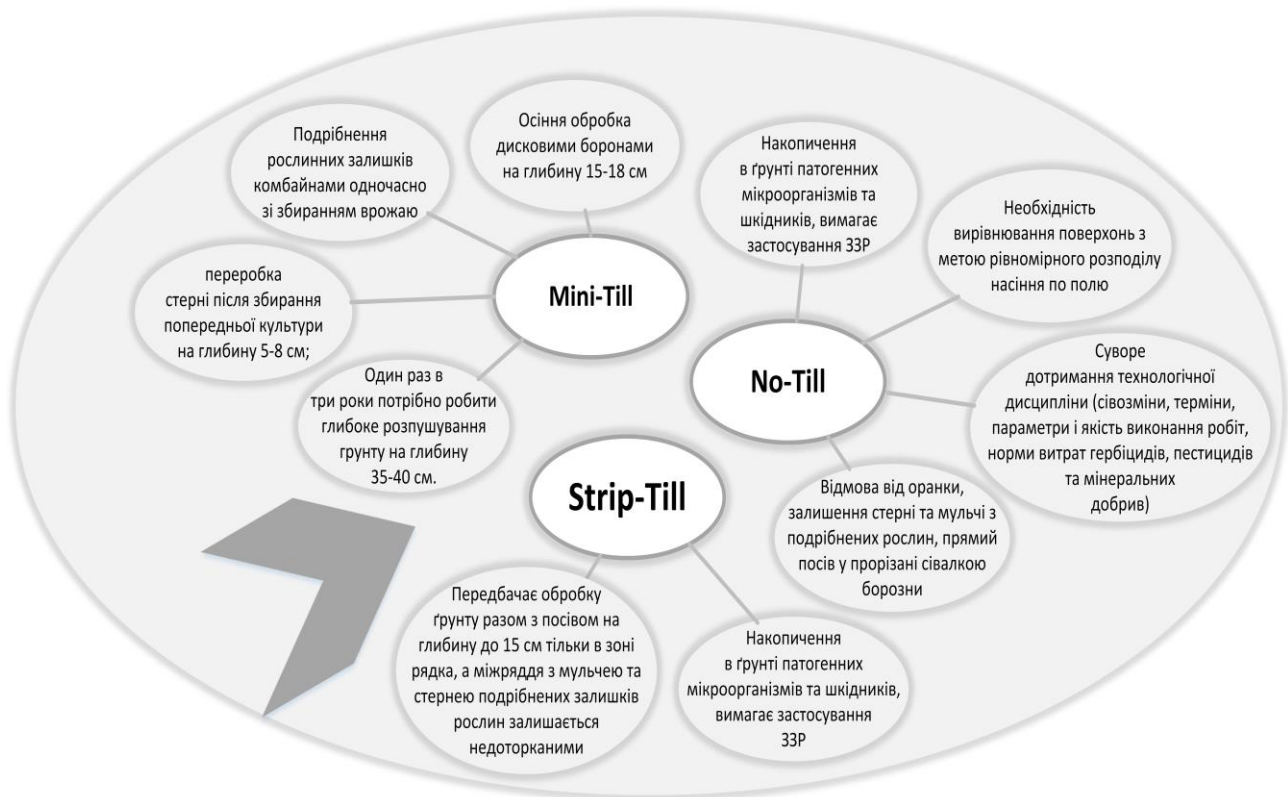 Подрібнення
рослинних залишків
комбайнами одночасно
зі збиранням врожаю
Осіння обробка
дисковими боронами
на глибину 15-18 см
Накопичення
в ґрунті патогенних
мікроорганізмів та
шкідників, вимагає
застосування ЗЗР
Необхідність
вирівнювання поверхонь з
метою рівномірного розподілу
насіння по полю
переробка
стерні після збирання
попередньої культури
на глибину 5-8 см;
Mini-Till
Один раз в
три роки потрібно робити
глибоке розпушування
грунту на глибину
35-40 см.
No-Till
Суворе
дотримання технологічної
дисципліни (сівозміни, терміни,
параметри і якість виконання робіт,
норми витрат гербіцидів, пестицидів
та мінеральних
добрив)
Strip-Till
Відмова від оранки,
залишення стерні та мульчі з
подрібнених рослин, прямий
посів у прорізані сівалкою
борозни
Передбачає обробку
ґрунту разом з посівом на
глибину до 15 см тільки в зоні
рядка, а міжряддя з мульчею та
стернею подрібнених залишків
рослин залишається
недоторканими
Накопичення
в ґрунті патогенних
мікроорганізмів та шкідників,
вимагає застосування
ЗЗР